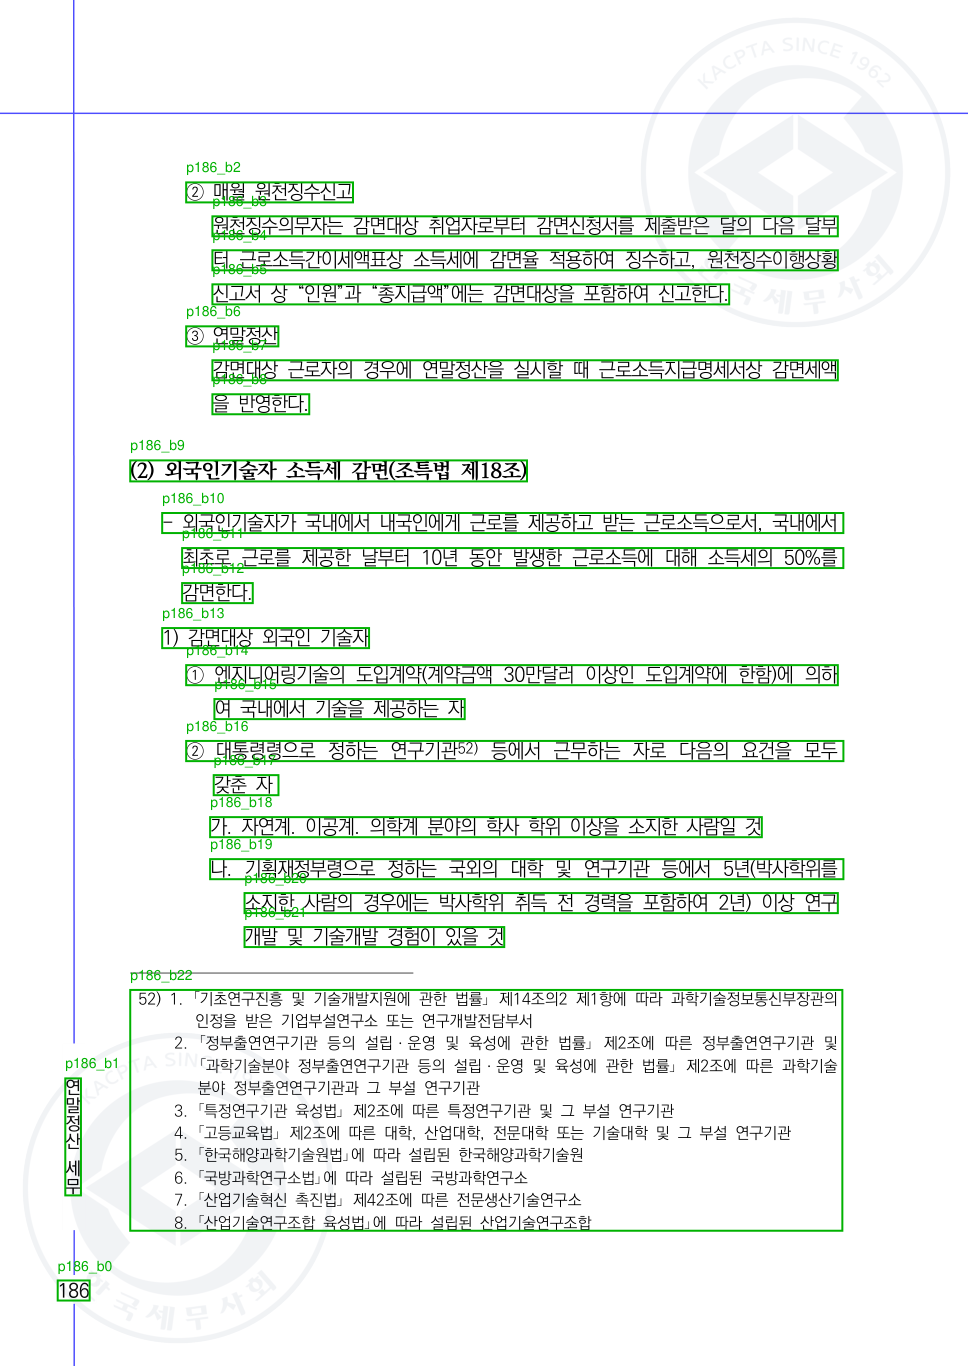 KACPTA SINCE 1962
p186_b2
② 매월 원천징수신고
p186_b3
원천징수의무자는 감면대상 취업자로부터 감면신청서를 제출받은 달의 다음 달부
p186_b4
터 근로소득간이세액표상 소득세에 감면율 적용하여 징수하고, 원천징수이행상황
p186_b5
신고서 상 “인원”과 “총지급액”에는 감면대상을 포함하여 신고한다.
p186_b6
③ 연말정산
p186_b7
감면대상 근로자의 경우에 연말정산을 실시할 때 근로소득지급명세서상 감면세액
p186_b8
을 반영한다.
p186_b9
(2) 외국인기술자 소득세 감면(조특법 제18조)
p186_b10
- 외국인기술자가 국내에서 내국인에게 근로를 제공하고 받는 근로소득으로서, 국내에서
p186_b11
최초로 근로를 제공한 날부터 10년 동안 발생한 근로소득에 대해 소득세의 50%를
p186_b12
감면한다.
p186_b13
1) 감면대상 외국인 기술자
p186_b14
① 엔지니어링기술의 도입계약(계약금액 30만달러 이상인 도입계약에 한함)에 의하
p186_b15
여 국내에서 기술을 제공하는 자
p186_b16
② 대통령령으로 정하는 연구기관52) 등에서 근무하는 자로 다음의 요건을 모두
p186_b17
갖춘 자
p186_b18
가. 자연계. 이공계. 의학계 분야의 학사 학위 이상을 소지한 사람일 것
p186_b19
나. 기획재정부령으로 정하는 국외의 대학 및 연구기관 등에서 5년(박사학위를
p186_b20
소지한 사람의 경우에는 박사학위 취득 전 경력을 포함하여 2년) 이상 연구
p186_b21
개발 및 기술개발 경험이 있을 것
p186_b22
52) 1. 「기초연구진흥 및 기술개발지원에 관한 법률」 제14조의2 제1항에 따라 과학기술정보통신부장관의
인정을 받은 기업부설연구소 또는 연구개발전담부서
2. 「정부출연연구기관 등의 설립·운영 및 육성에 관한 법률」 제2조에 따른 정부출연연구기관 및
「과학기술분야 정부출연연구기관 등의 설립·운영 및 육성에 관한 법률」 제2조에 따른 과학기술
분야 정부출연연구기관과 그 부설 연구기관
3. 「특정연구기관 육성법」 제2조에 따른 특정연구기관 및 그 부설 연구기관
4. 「고등교육법」 제2조에 따른 대학, 산업대학, 전문대학 또는 기술대학 및 그 부설 연구기관
5. 「한국해양과학기술원법」에 따라 설립된 한국해양과학기술원
6. 「국방과학연구소법」에 따라 설립된 국방과학연구소
7. 「산업기술혁신 촉진법」 제42조에 따른 전문생산기술연구소
8. 「산업기술연구조합 육성법」에 따라 설립된 산업기술연구조합
p186_b1
연말정산 세무
p186_b0
186
한국세무사회